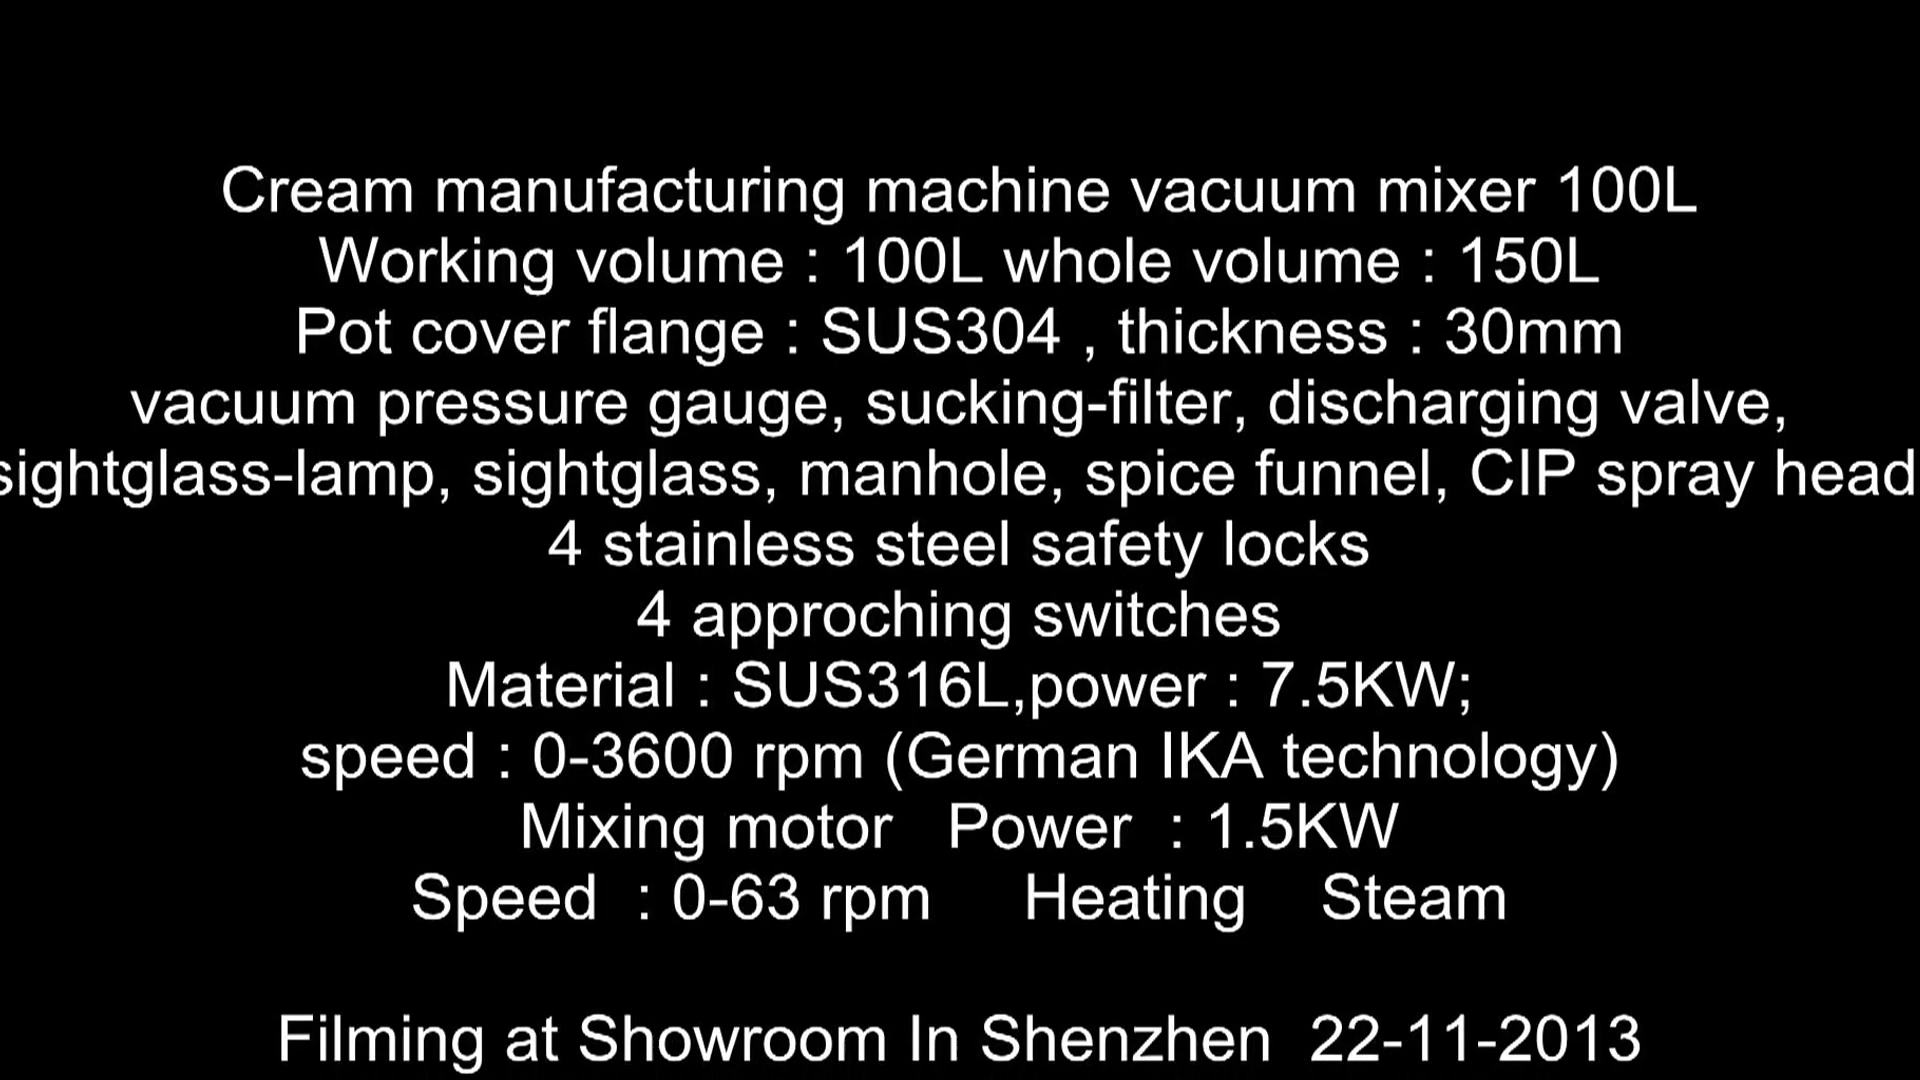 Cream manufacturing machine vacuum mixer 100L
Working volume : 100L whole volume : 150L
Pot cover flange : SUS304 , thickness : 30mm
vacuum pressure gauge, sucking-filter, discharging valve,
sightglass-lamp, sightglass, manhole, spice funnel, CIP spray head
4 stainless steel safety locks
4 approching switches
Material : SUS316L,power : 7.5KW;
speed : 0-3600 rpm (German IKA technology)
Mixing motor Power : 1.5KW
Speed : 0-63 rpm Heating Steam
Filming at Showroom In Shenzhen 22-11-2013